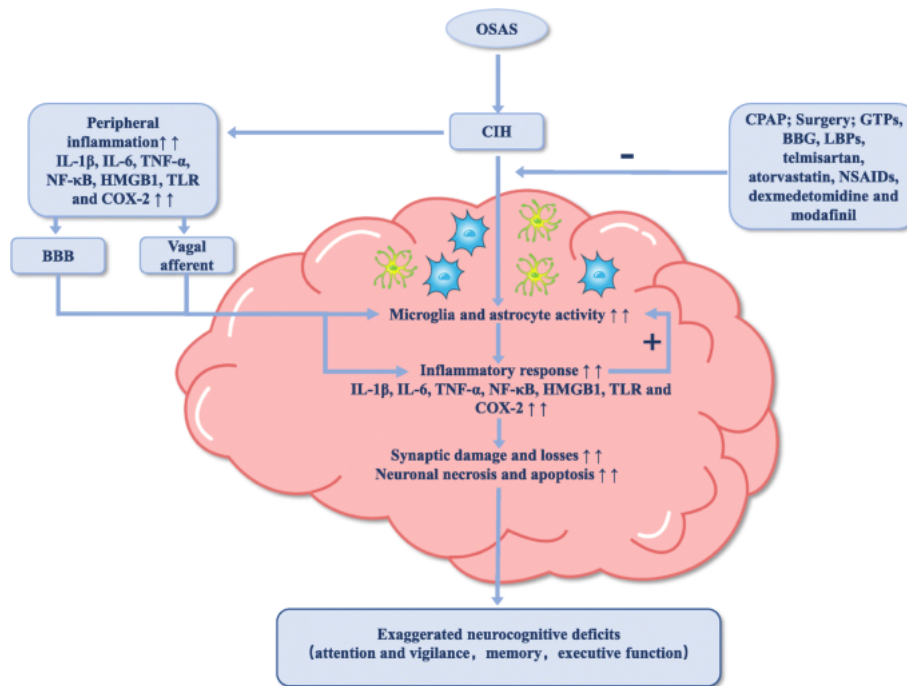 OSAS
CIH
Peripheral
inflammation↑ ↑
IL-1β, IL-6, TNF-α,
NF-κB, HMGB1, TLR
and COX-2 ↑ ↑
CPAP; Surgery; GTPs,
BBG, LBPs,
telmisartan,
atorvastatin, NSAIDs,
dexmedetomidine and
modafinil
−
BBB
Vagal
afferent
Microglia and astrocyte activity ↑ ↑
+
Inflammatory response ↑ ↑
IL-1β, IL-6, TNF-α, NF-κB, HMGB1, TLR and
COX-2 ↑ ↑
Synaptic damage and losses ↑ ↑
Neuronal necrosis and apoptosis ↑ ↑
Exaggerated neurocognitive deficits
(attention and vigilance, memory, executive function)